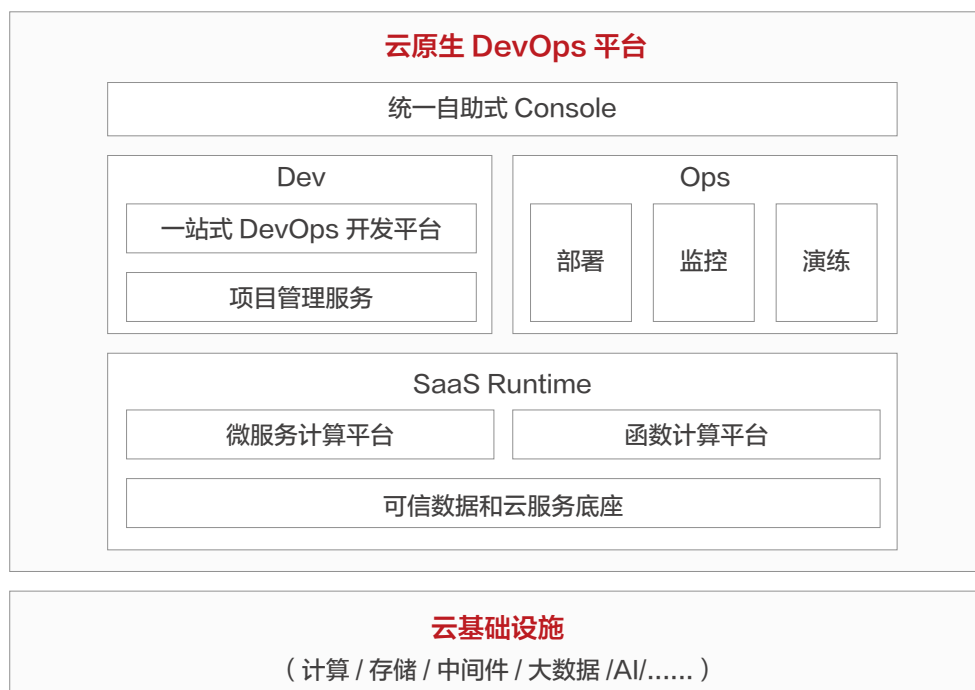 云原生 DevOps 平台
统一自助式 Console
Dev
一站式 DevOps 开发平台
项目管理服务
Ops
部署
监控
演练
SaaS Runtime
微服务计算平台
函数计算平台
可信数据和云服务底座
云基础设施
（ 计算 / 存储 / 中间件 / 大数据 /AI/...... ）